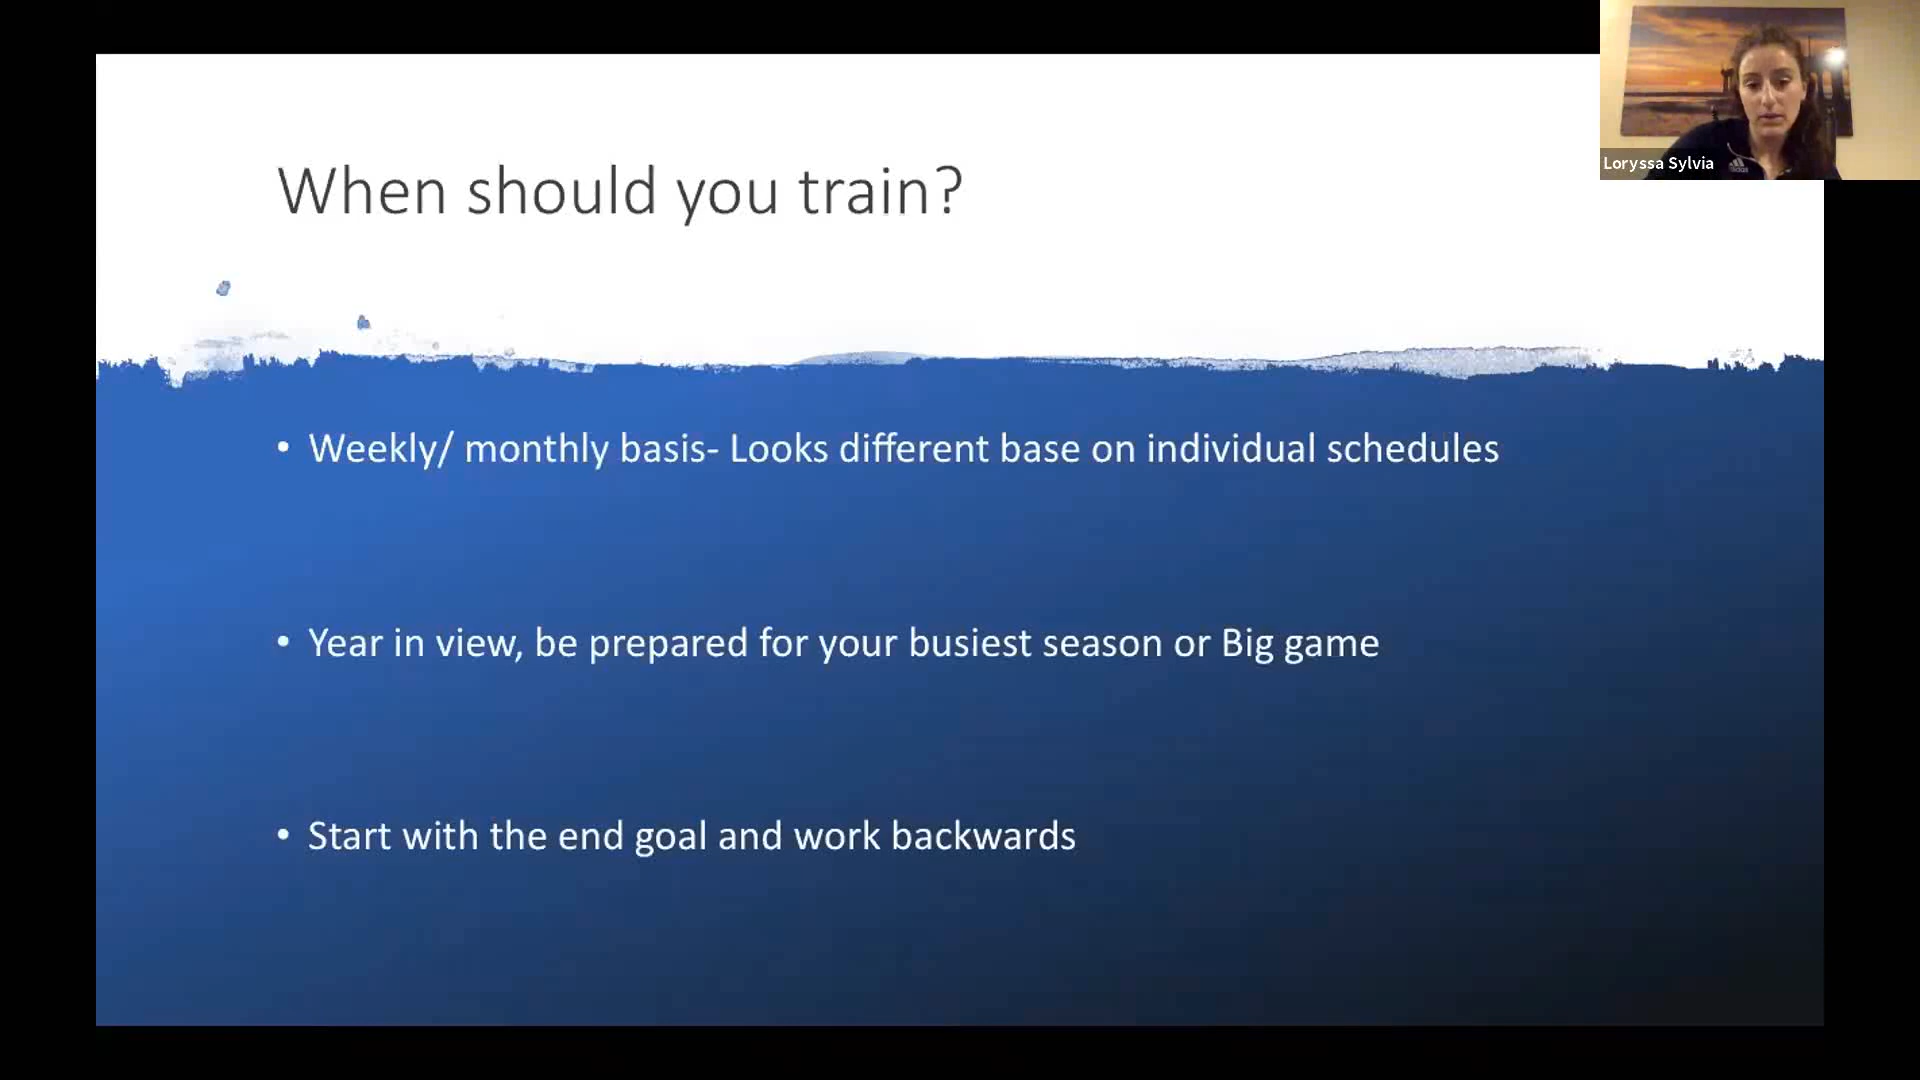 When should you train?
Loryssa Sylvia
adidas
• Weekly/ monthly basis- Looks different base on individual schedules
• Year in view, be prepared for your busiest season or Big game
• Start with the end goal and work backwards